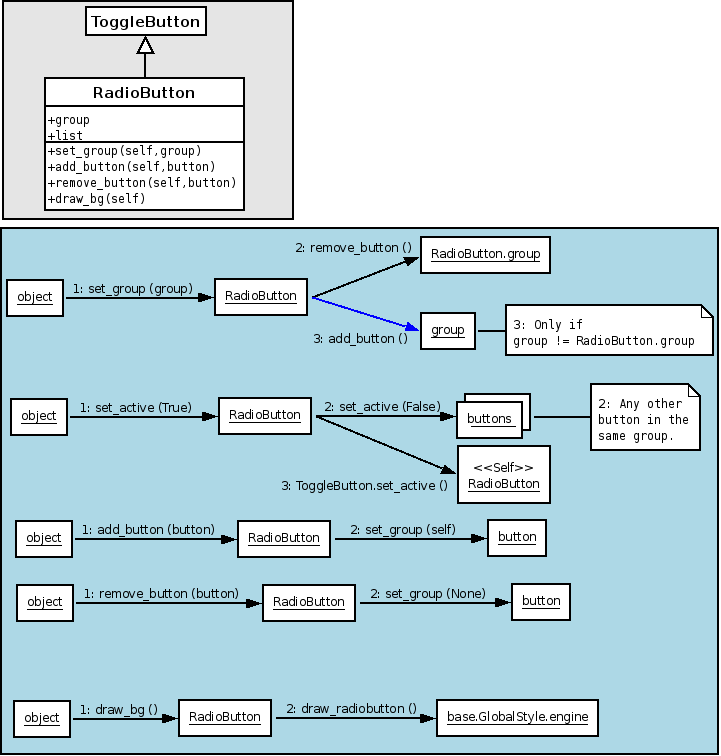 ToggleButton
RadioButton
+group
+list
+set_group(self,group)
+add_button(self,button)
+remove_button(self,button)
+draw_bg(self)
2: remove_button ()
RadioButton.group
object
1: set_group (group)
RadioButton
3: add_button ()
group
3: Only if
group != RadioButton.group
object
1: set_active (True)
RadioButton
2: set_active (False)
buttons
2: Any other
button in the
same group.
3: ToggleButton.set_active ()
<<Self>>
RadioButton
object
1: add_button (button)
RadioButton
2: set_group (self)
button
object
1: remove_button (button)
RadioButton
2: set_group (None)
button
object
1: draw_bg ()
RadioButton
2: draw_radiobutton ()
base.GlobalStyle.engine